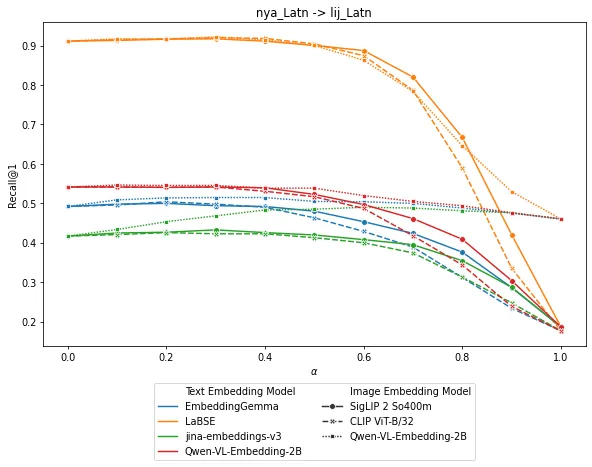 nya_Latn -> lij_Latn
Recall@1
0.9
0.8
0.7
0.6
0.5
0.4
0.3
0.2
0.0 0.2 0.4 0.6 0.8 1.0
α
Text Embedding Model Image Embedding Model
EmbeddingGemma SigLIP 2 So400m
LaBSE CLIP ViT-B/32
jina-embeddings-v3 Qwen-VL-Embedding-2B
Qwen-VL-Embedding-2B